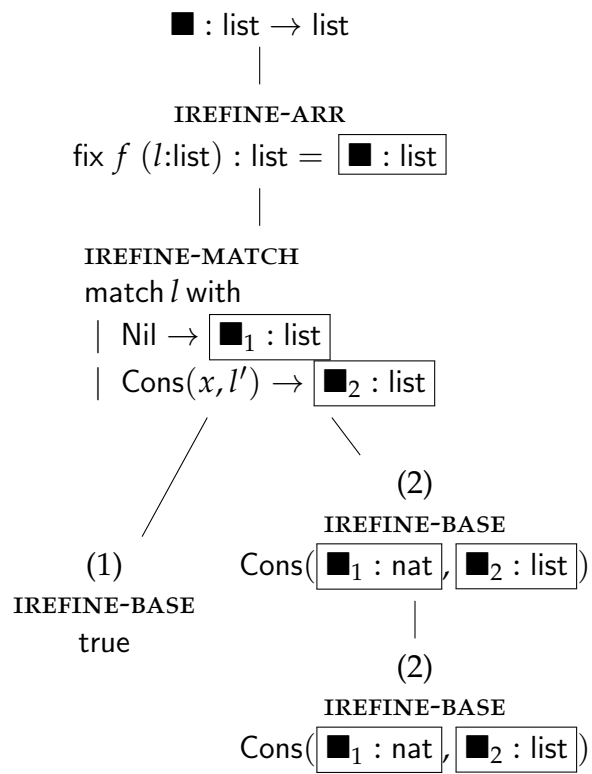 ■ : list → list
IREFINE-ARR
fix f (l:list) : list = ■ : list
IREFINE-MATCH
match l with
| Nil → ■₁ : list
| Cons(x, l′) → ■₂ : list
(2)
IREFINE-BASE
(1)
Cons(■₁ : nat, ■₂ : list)
IREFINE-BASE
true
(2)
IREFINE-BASE
Cons(■₁ : nat, ■₂ : list)